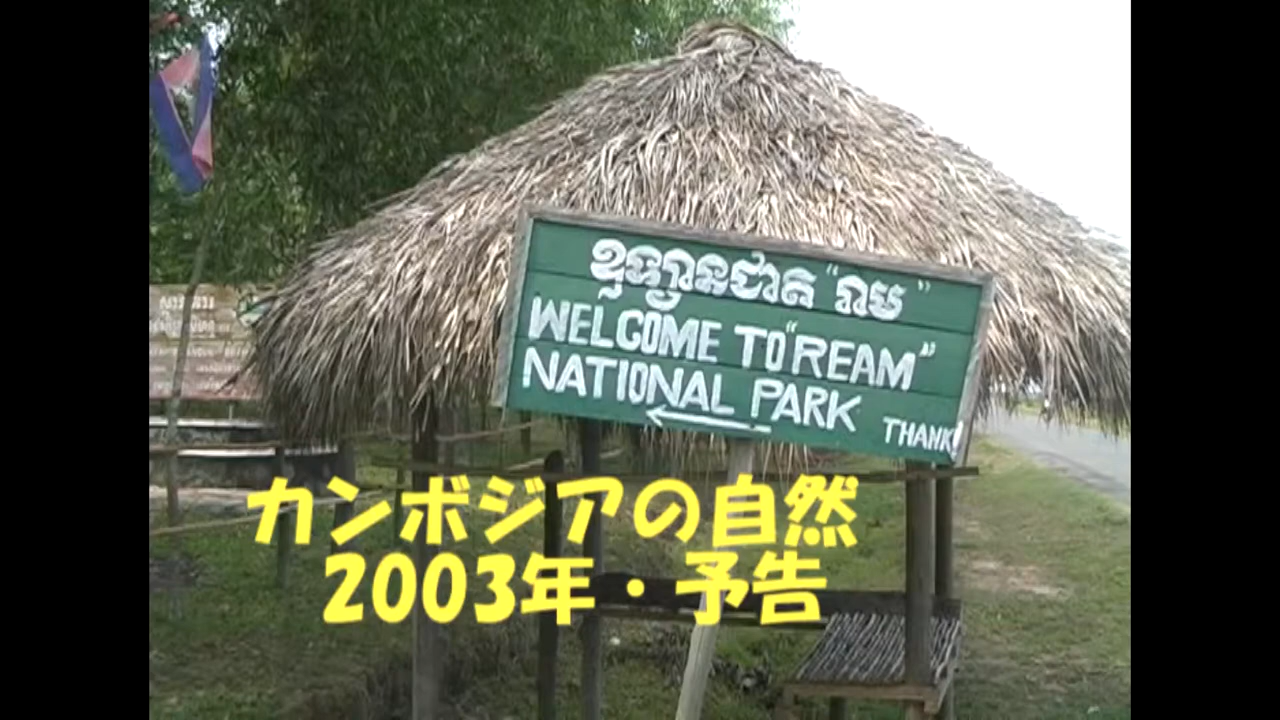 ឧទ្យានជាតិ "រាម"
WELCOME TO "REAM"
NATIONAL PARK THANK!
カンボジアの自然
2003年・予告